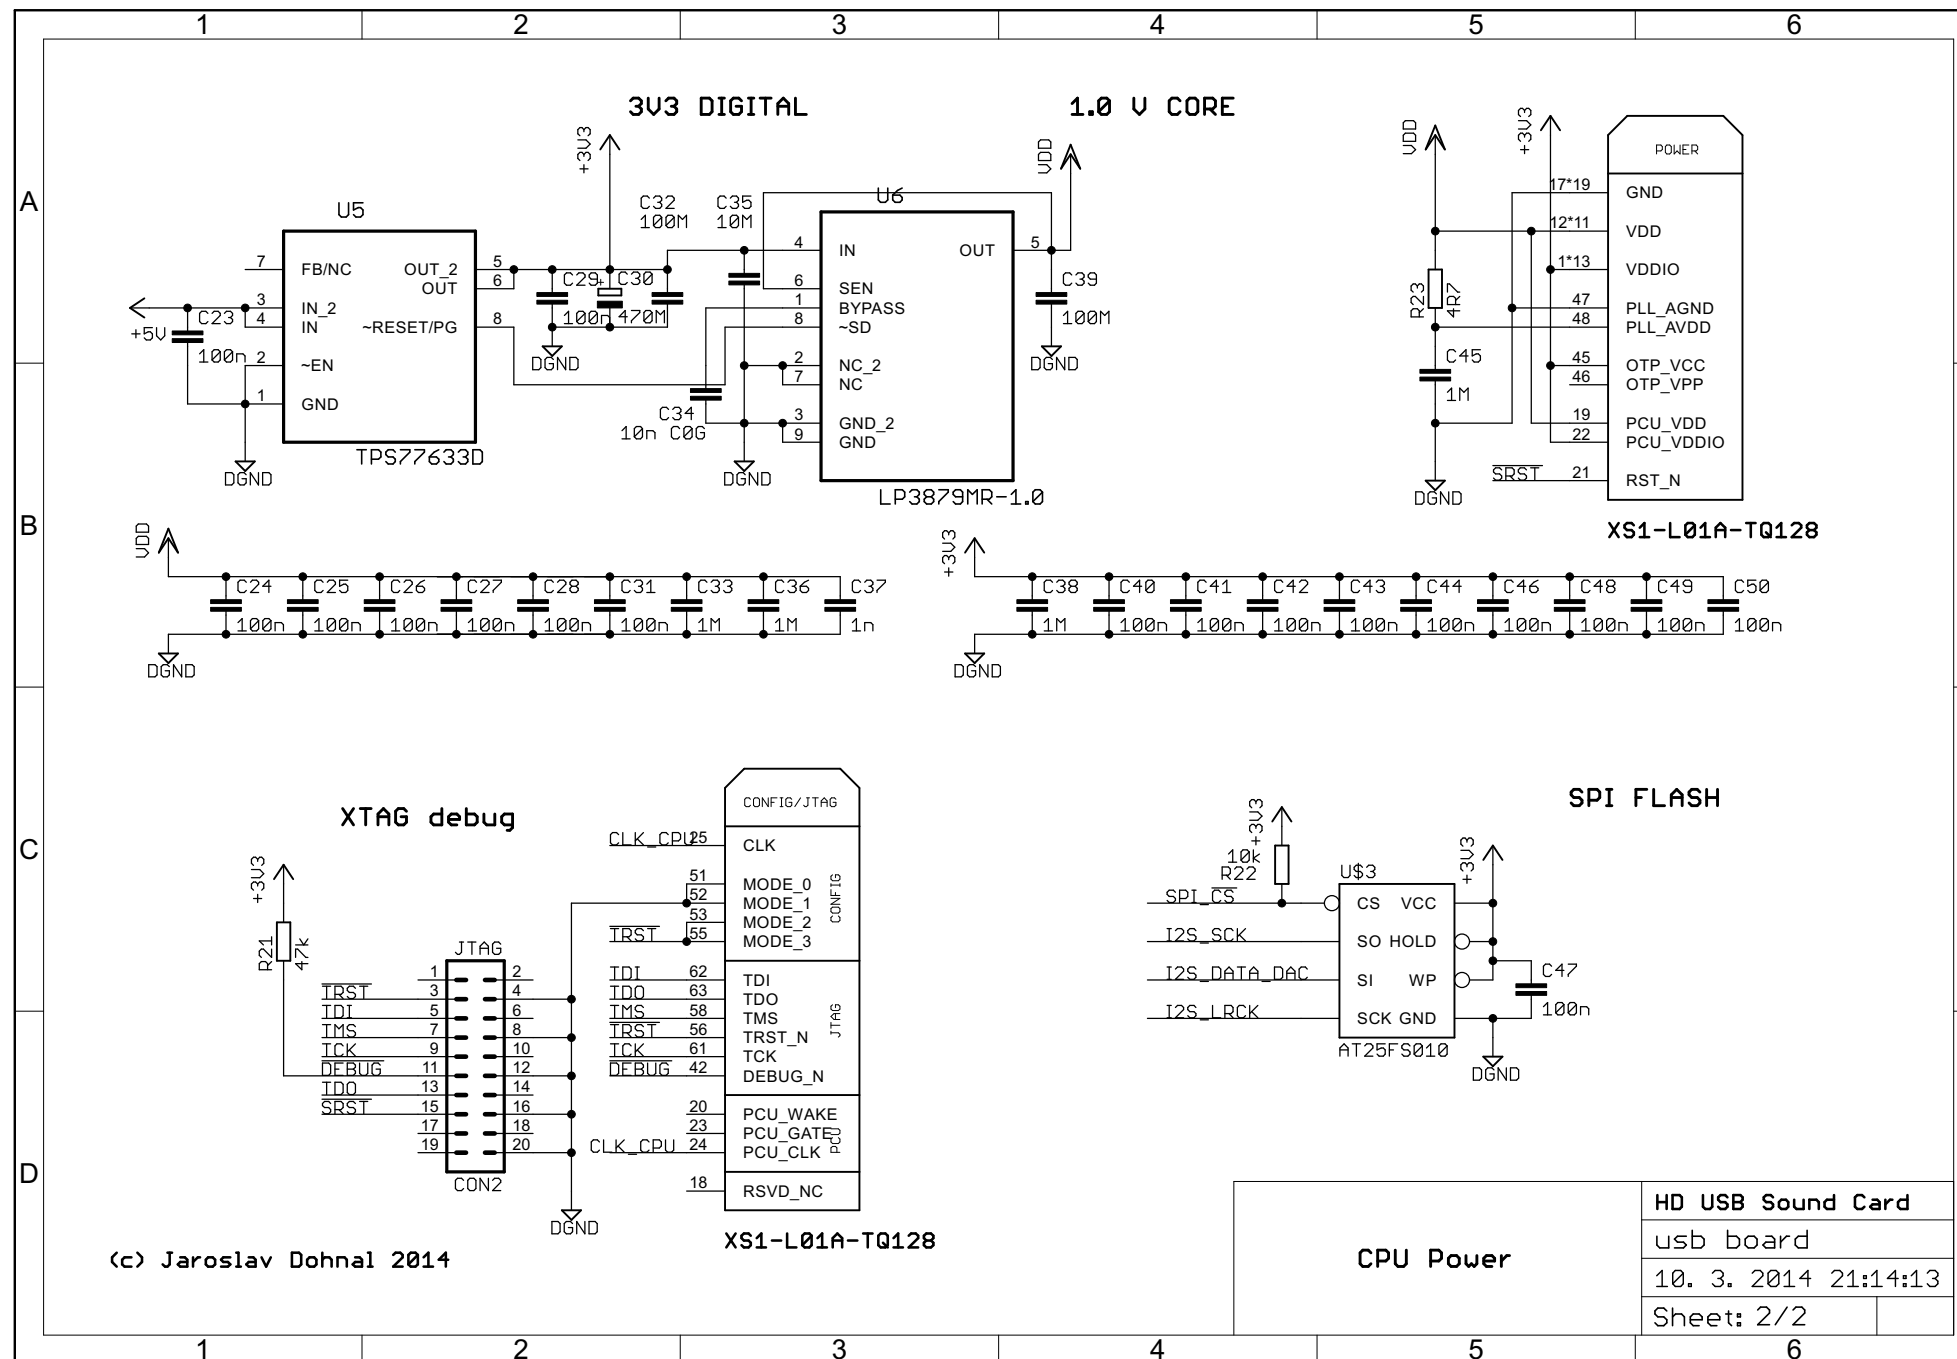 1 2 3 4 5 6
A
B
C
D
3V3 DIGITAL
1.0 V CORE
U5
7 FB/NC
3 IN_2
4 IN
2 ~EN
1 GND
OUT_2 5
OUT 6
~RESET/PG 8
TPS77633D
+5V
C23
100n
DGND
+3V3
C29
100n
C30
+
470M
DGND
C32
100M
C35
10M
C34
10n C0G
DGND
U6
4 IN
6 SEN
1 BYPASS
8 ~SD
2 NC_2
7 NC
3 GND_2
9 GND
OUT 5
LP3879MR-1.0
VDD
C39
100M
DGND
VDD
+3V3
R23
4R7
C45
1M
DGND
POWER
17*19 GND
12*11 VDD
1*13 VDDIO
47 PLL_AGND
48 PLL_AVDD
45 OTP_VCC
46 OTP_VPP
19 PCU_VDD
22 PCU_VDDIO
SRST 21 RST_N
XS1-L01A-TQ128
VDD
C24 C25 C26 C27 C28 C31 C33 C36 C37
100n 100n 100n 100n 100n 100n 1M 1M 1n
DGND
+3V3
C38 C40 C41 C42 C43 C44 C46 C48 C49 C50
1M 100n 100n 100n 100n 100n 100n 100n 100n 100n
DGND
XTAG debug
+3V3
R21
47k
JTAG
1 2
TRST 3 4
TDI 5 6
TMS 7 8
TCK 9 10
DEBUG 11 12
TDO 13 14
SRST 15 16
17 18
19 20
CON2
DGND
CONFIG/JTAG
CLK_CPU 25 CLK
51 MODE_0
52 MODE_1
53 MODE_2
TRST 55 MODE_3
CONFIG
TDI 62 TDI
TDO 63 TDO
TMS 58 TMS
TRST 56 TRST_N
TCK 61 TCK
DEBUG 42 DEBUG_N
JTAG
20 PCU_WAKE
23 PCU_GATE
CLK_CPU 24 PCU_CLK
PCU
18 RSVD_NC
XS1-L01A-TQ128
SPI FLASH
+3V3
10k
R22
U$3
+3V3
SPI_CS CS VCC
I2S_SCK SO HOLD
I2S_DATA_DAC SI WP
I2S_LRCK SCK GND
AT25FS010
C47
100n
DGND
(c) Jaroslav Dohnal 2014
CPU Power
HD USB Sound Card
usb board
10. 3. 2014 21:14:13
Sheet: 2/2
1 2 3 4 5 6